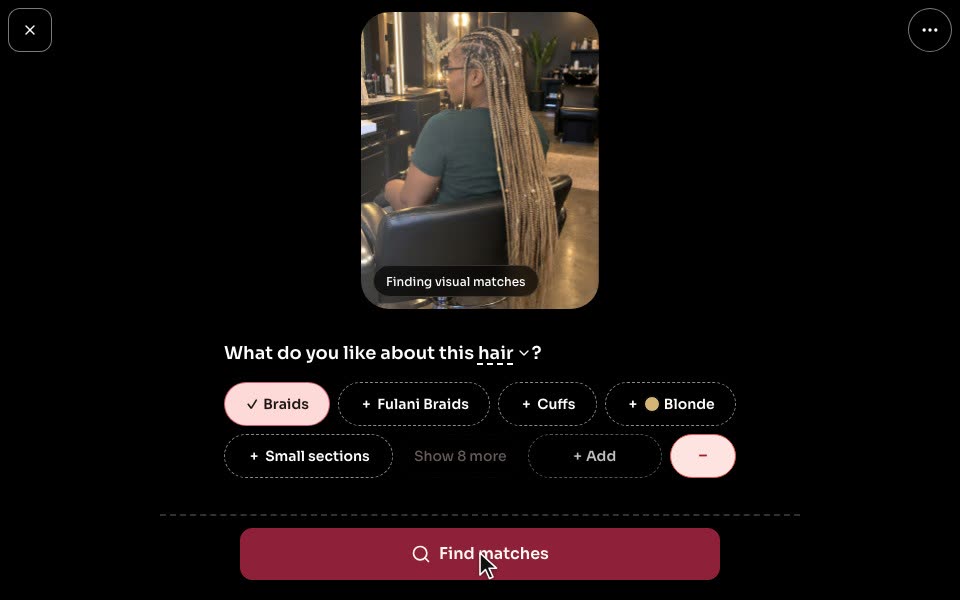 Finding visual matches
What do you like about this hair ?
Braids
+ Fulani Braids
+ Cuffs
+ Blonde
+ Small sections
Show 8 more
+ Add
−
Find matches